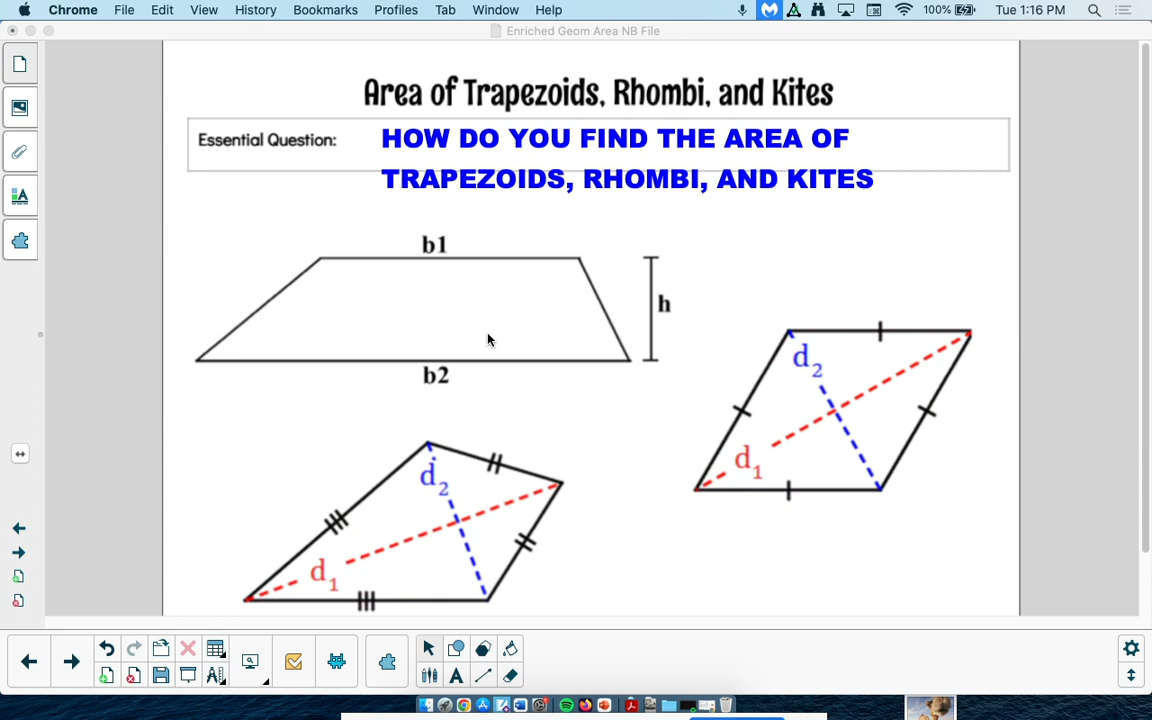 Chrome File Edit View History Bookmarks Profiles Tab Window Help 100% Tue 1:16 PM
Enriched Geom Area NB File
Area of Trapezoids, Rhombi, and Kites
Essential Question: HOW DO YOU FIND THE AREA OF
TRAPEZOIDS, RHOMBI, AND KITES
b1
h
b2
d2
d1
d2
d1